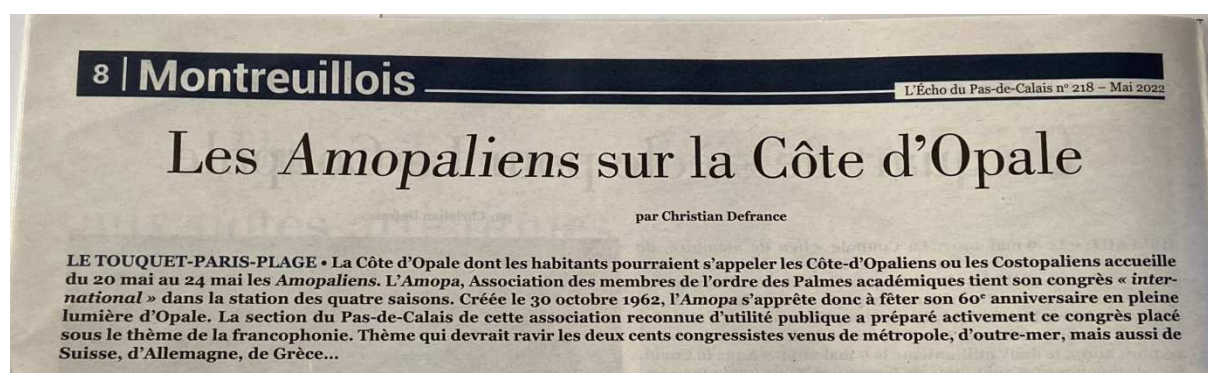 8 | Montreuillois
L'Écho du Pas-de-Calais n° 218 – Mai 2022
Les Amopaliens sur la Côte d'Opale
par Christian Defrance
LE TOUQUET-PARIS-PLAGE • La Côte d'Opale dont les habitants pourraient s'appeler les Côte-d'Opaliens ou les Costopaliens accueille
du 20 mai au 24 mai les Amopaliens. L'Amopa, Association des membres de l'ordre des Palmes académiques tient son congrès « inter-
national » dans la station des quatre saisons. Créée le 30 octobre 1962, l'Amopa s'apprête donc à fêter son 60e anniversaire en pleine
lumière d'Opale. La section du Pas-de-Calais de cette association reconnue d'utilité publique a préparé activement ce congrès placé
sous le thème de la francophonie. Thème qui devrait ravir les deux cents congressistes venus de métropole, d'outre-mer, mais aussi de
Suisse, d'Allemagne, de Grèce...